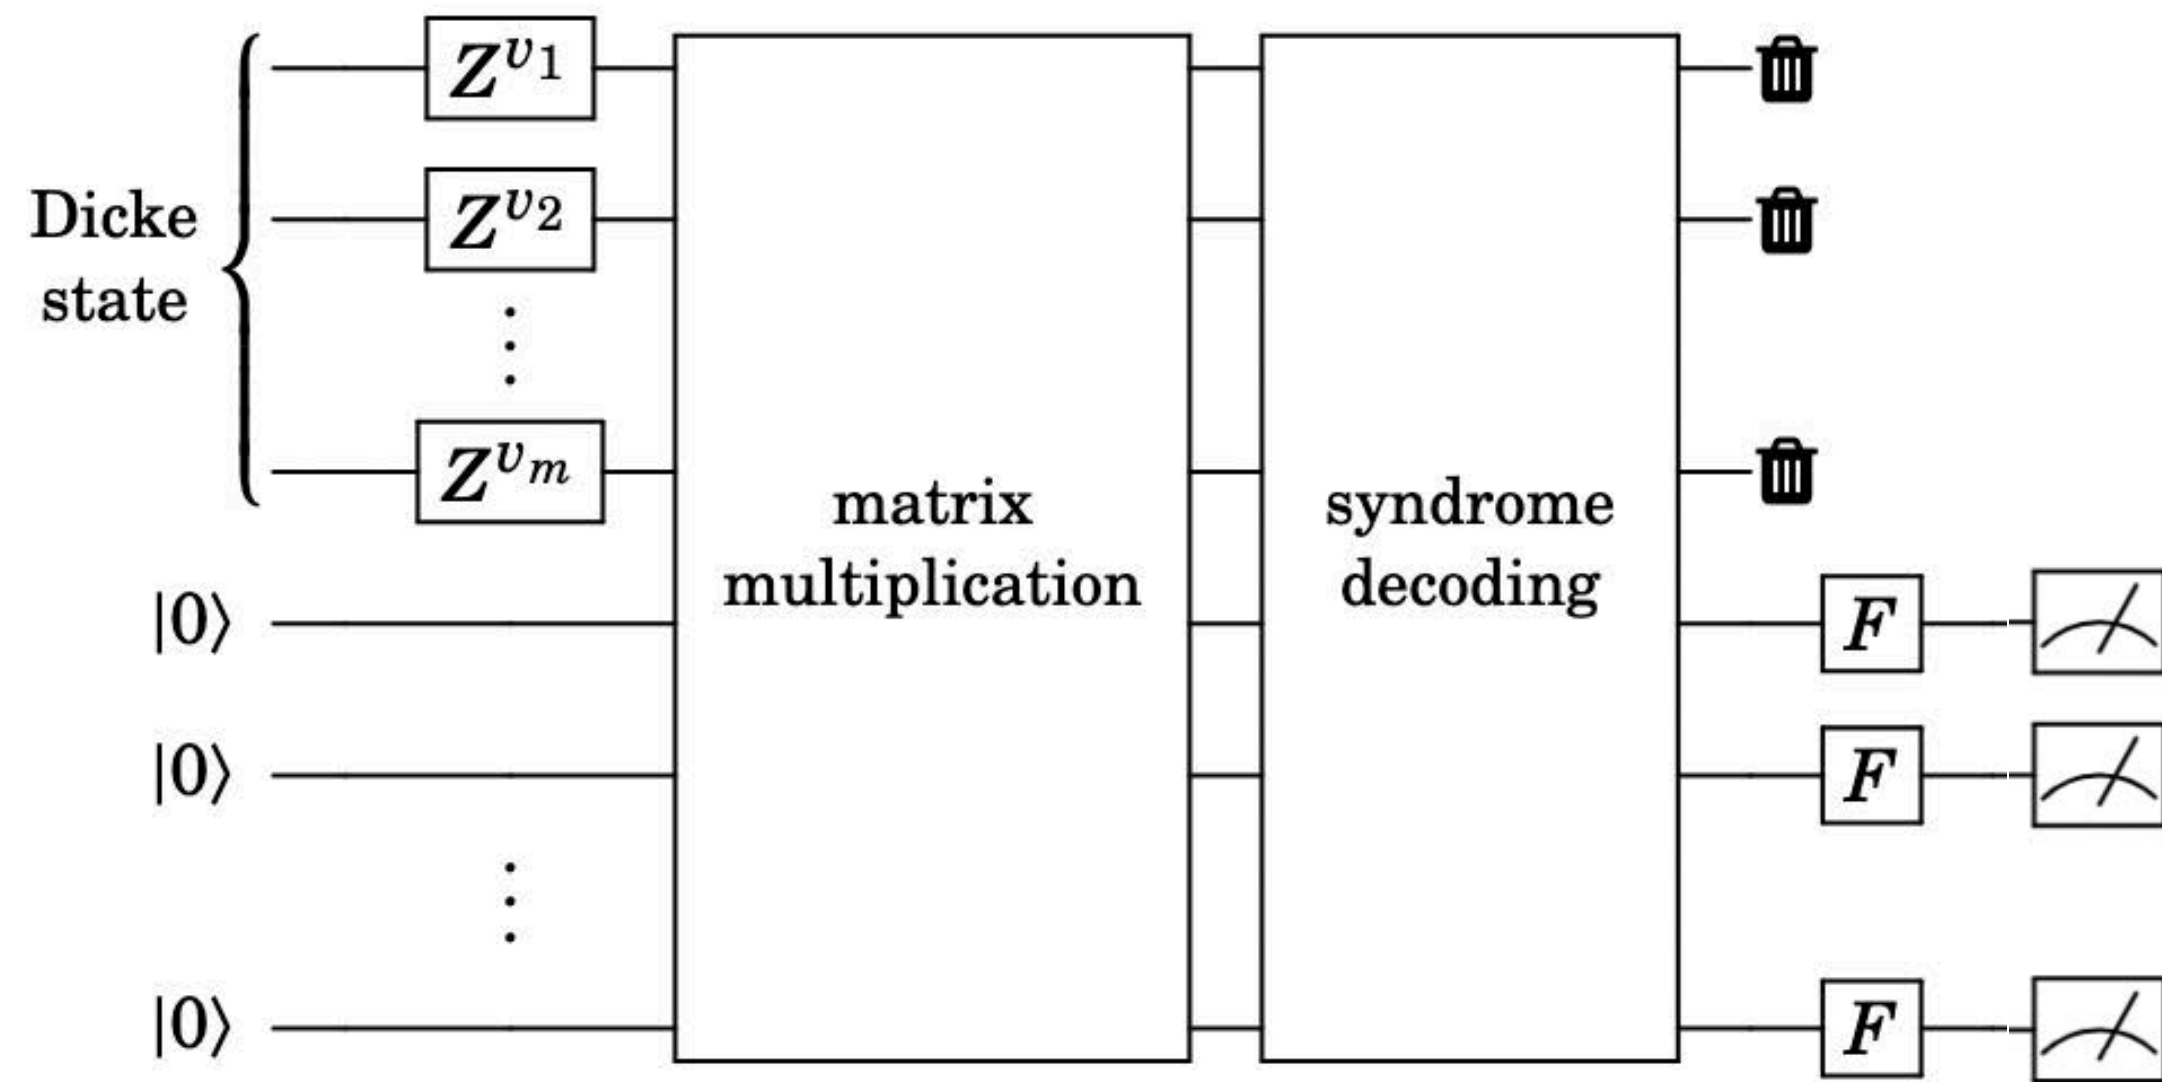 Z^{v_1}
Dicke
state
Z^{v_2}
Z^{v_m}
matrix
multiplication
syndrome
decoding
|0⟩
F
|0⟩
F
|0⟩
F